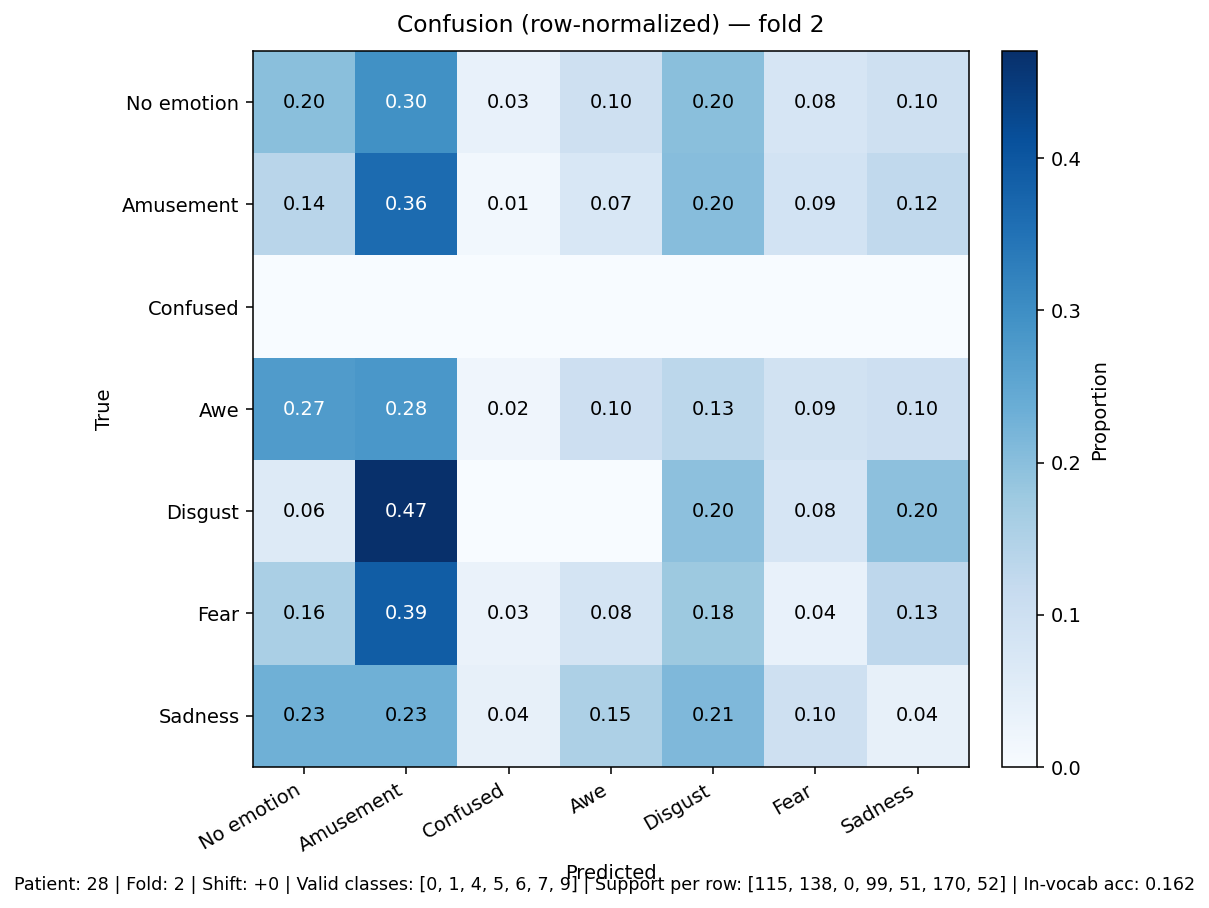 Confusion (row-normalized) — fold 2
No emotion 0.20 0.30 0.03 0.10 0.20 0.08 0.10
Amusement 0.14 0.36 0.01 0.07 0.20 0.09 0.12
Confused
Awe 0.27 0.28 0.02 0.10 0.13 0.09 0.10
Disgust 0.06 0.47 0.20 0.08 0.20
Fear 0.16 0.39 0.03 0.08 0.18 0.04 0.13
Sadness 0.23 0.23 0.04 0.15 0.21 0.10 0.04
True
No emotion Amusement Confused Awe Disgust Fear Sadness
Predicted
0.4
0.3
0.2
0.1
0.0
Proportion
Patient: 28 | Fold: 2 | Shift: +0 | Valid classes: [0, 1, 4, 5, 6, 7, 9] | Support per row: [115, 138, 0, 99, 51, 170, 52] | In-vocab acc: 0.162